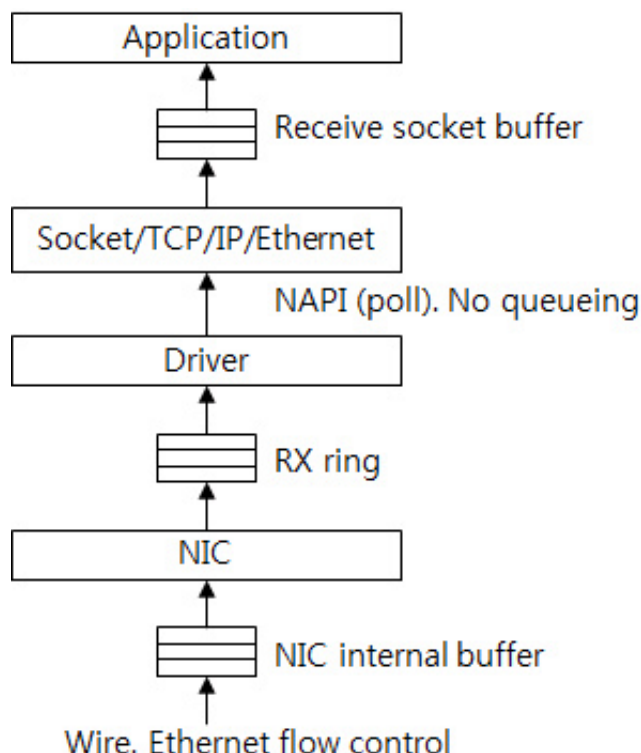 Application
Receive socket buffer
Socket/TCP/IP/Ethernet
NAPI (poll). No queueing
Driver
RX ring
NIC
NIC internal buffer
Wire. Ethernet flow control